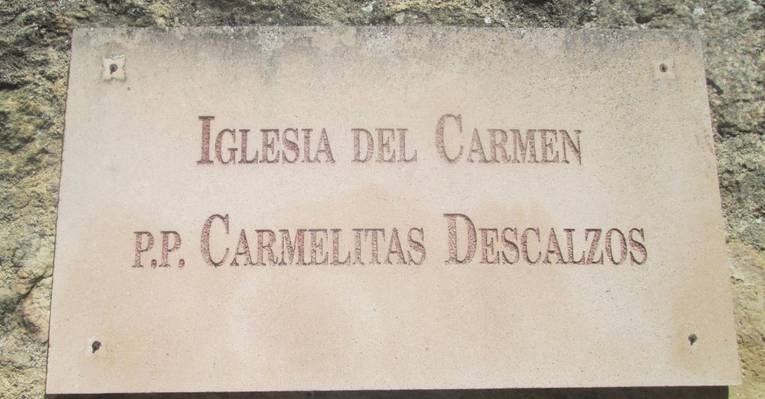 IGLESIA DEL CARMEN
P.P. CARMELITAS DESCALZOS